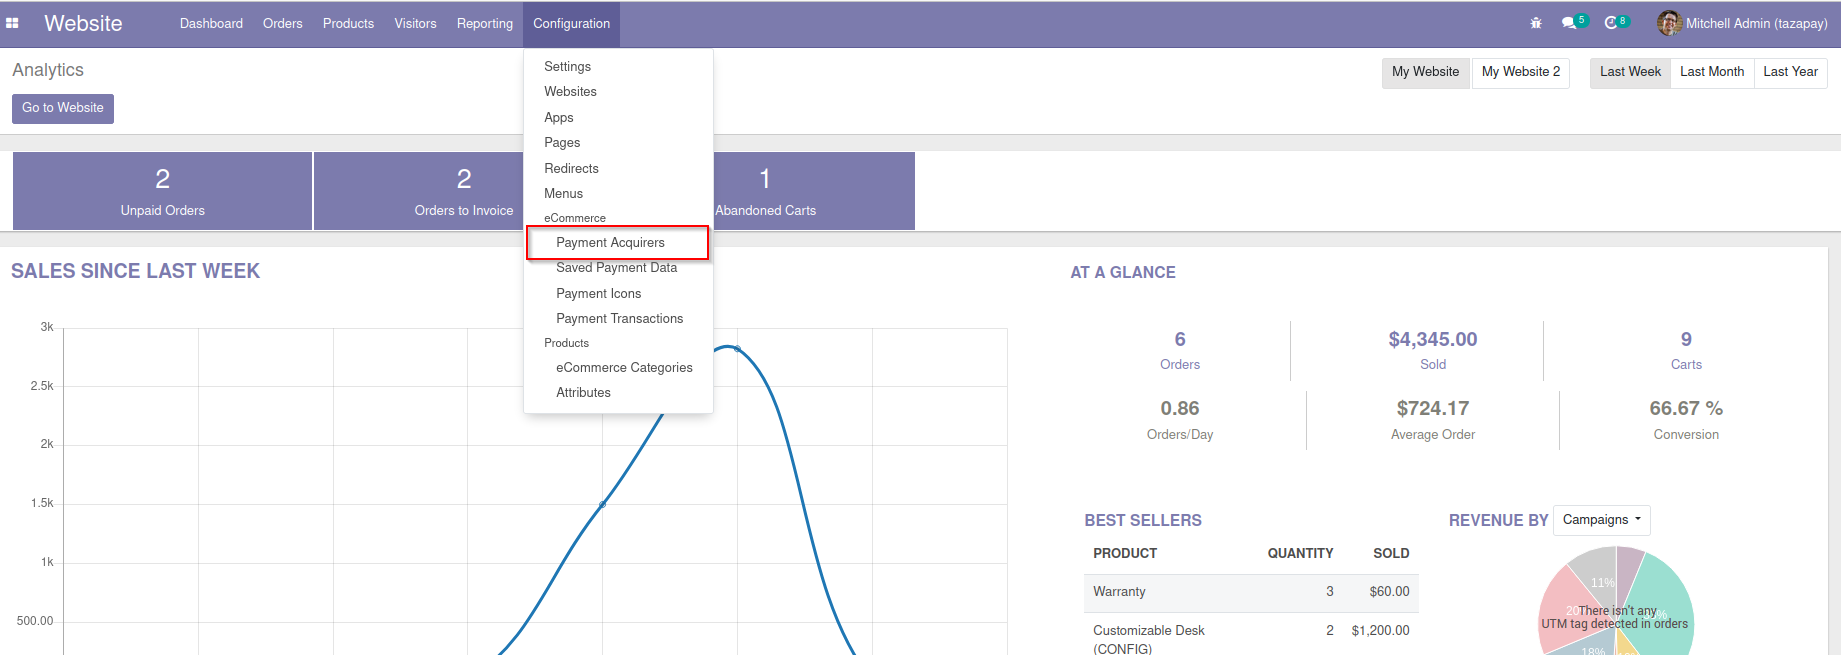 Website Dashboard Orders Products Visitors Reporting Configuration 5 8 Mitchell Admin (tazapay)
Analytics
Go to Website
My Website My Website 2 Last Week Last Month Last Year
Settings
Websites
Apps
Pages
Redirects
Menus
eCommerce
Payment Acquirers
Saved Payment Data
Payment Icons
Payment Transactions
Products
eCommerce Categories
Attributes
2
Unpaid Orders
2
Orders to Invoice
1
Abandoned Carts
SALES SINCE LAST WEEK
3k
2.5k
2k
1.5k
1k
500.00
AT A GLANCE
6 $4,345.00 9
Orders Sold Carts
0.86 $724.17 66.67 %
Orders/Day Average Order Conversion
BEST SELLERS
PRODUCT QUANTITY SOLD
Warranty 3 $60.00
Customizable Desk 2 $1,200.00
(CONFIG)
REVENUE BY Campaigns
11%
There isn't any
UTM tag detected in orders
18%